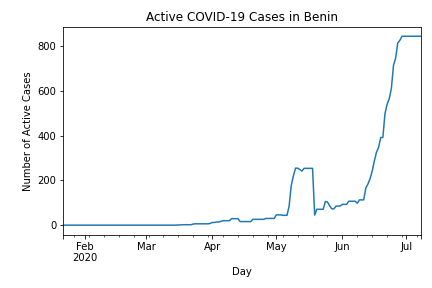 Active COVID-19 Cases in Benin
Number of Active Cases
800
600
400
200
0
Feb
2020
Mar
Apr
May
Jun
Jul
Day